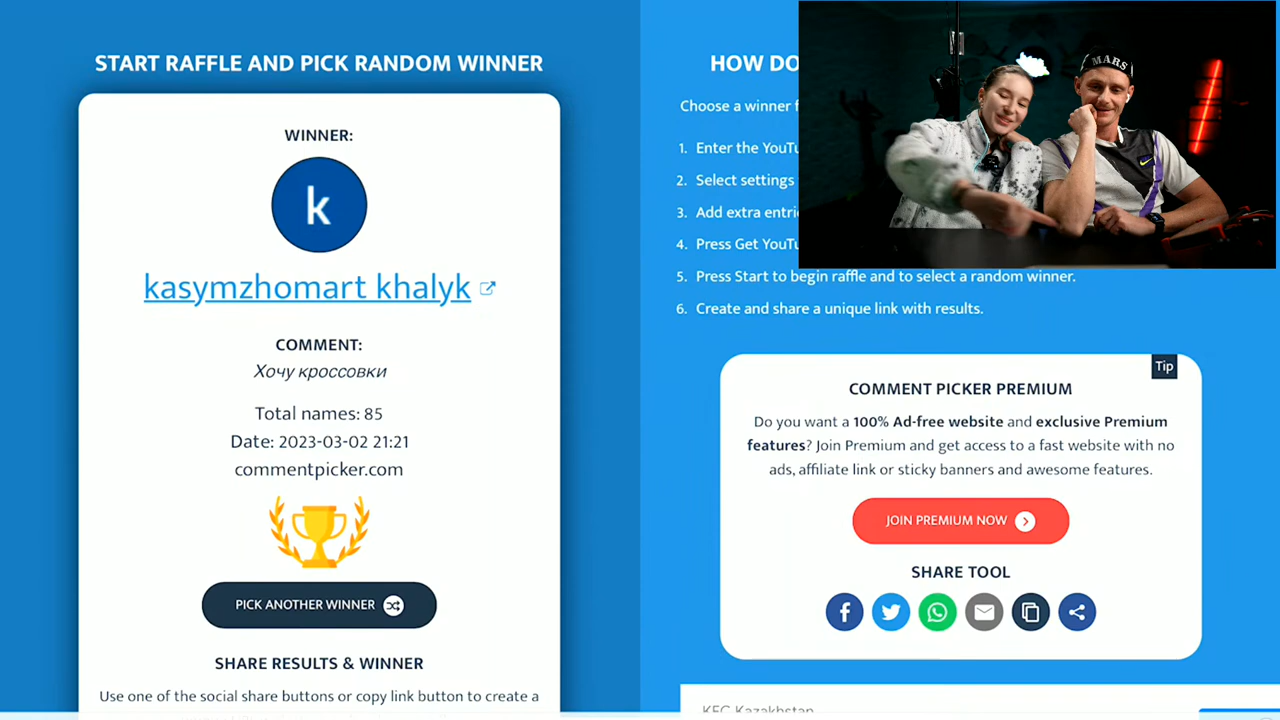 START RAFFLE AND PICK RANDOM WINNER
WINNER:
k
kasymzhomart khalyk
COMMENT:
Хочу кроссовки
Total names: 85
Date: 2023-03-02 21:21
commentpicker.com
PICK ANOTHER WINNER
SHARE RESULTS & WINNER
Use one of the social share buttons or copy link button to create a
HOW DO
Choose a winner f
1. Enter the YouTu
2. Select settings
3. Add extra entrie
4. Press Get YouTu
5. Press Start to begin raffle and to select a random winner.
6. Create and share a unique link with results.
MARS
Tip
COMMENT PICKER PREMIUM
Do you want a 100% Ad-free website and exclusive Premium
features? Join Premium and get access to a fast website with no
ads, affiliate link or sticky banners and awesome features.
JOIN PREMIUM NOW
SHARE TOOL
KFC Kazakhstan